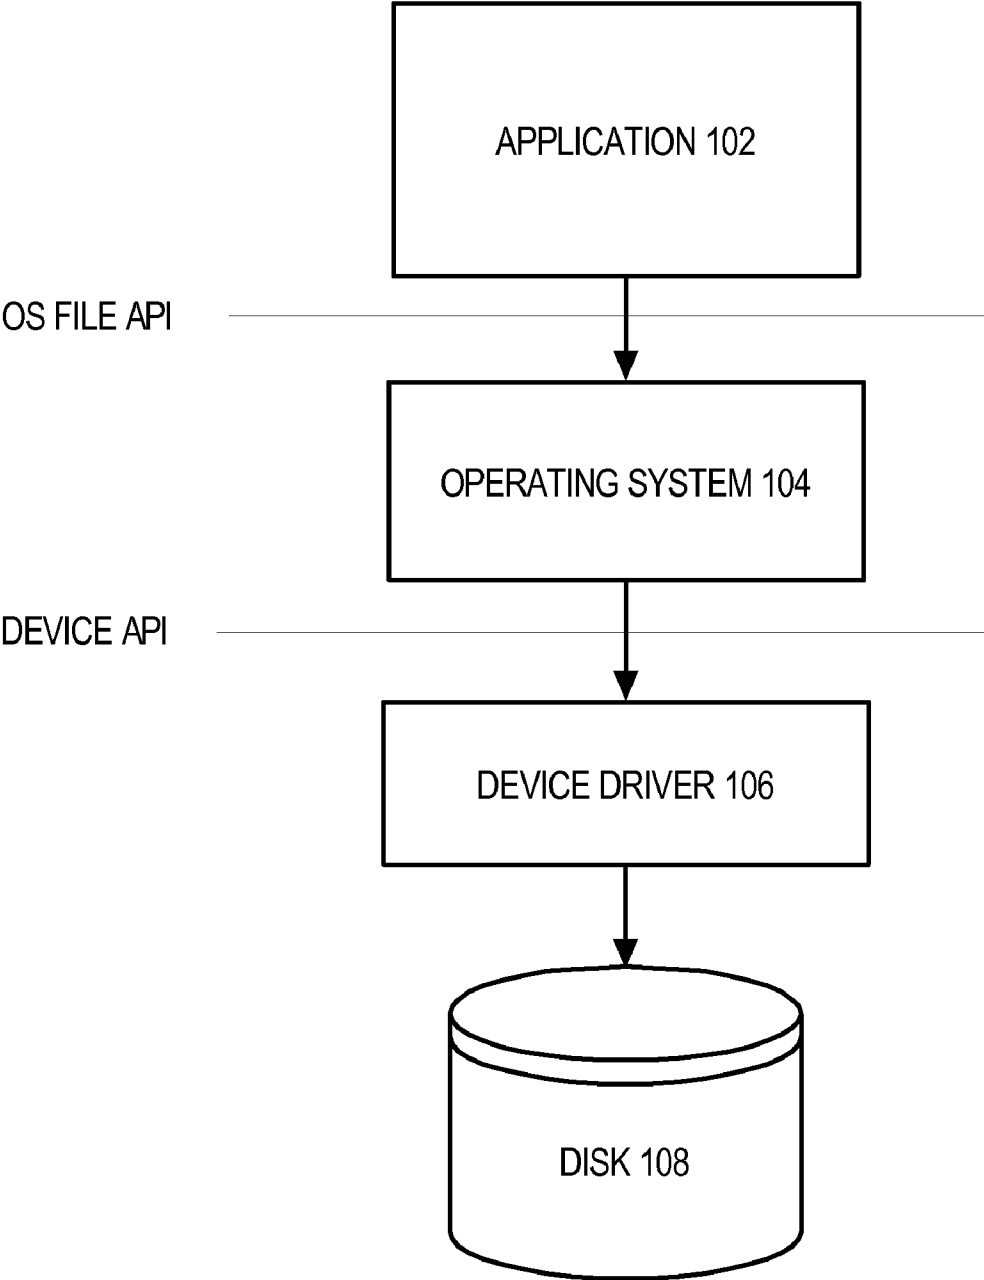 APPLICATION 102
OS FILE API
OPERATING SYSTEM 104
DEVICE API
DEVICE DRIVER 106
DISK 108